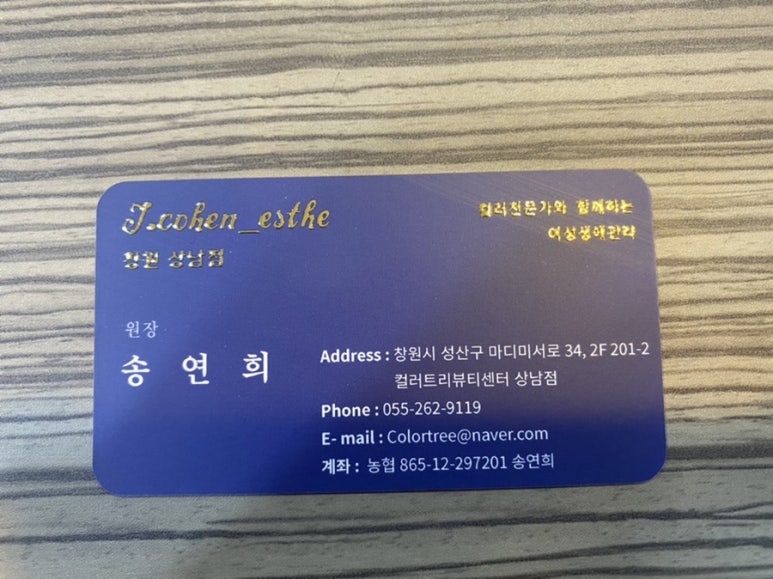 J.cohen_esthe
창원 상남점
컬러전문가와 함께하는
여성생애관리
원장
송연희
Address : 창원시 성산구 마디미서로 34, 2F 201-2
컬러트리뷰티센터 상남점
Phone : 055-262-9119
E- mail : Colortree@naver.com
계좌 : 농협 865-12-297201 송연희